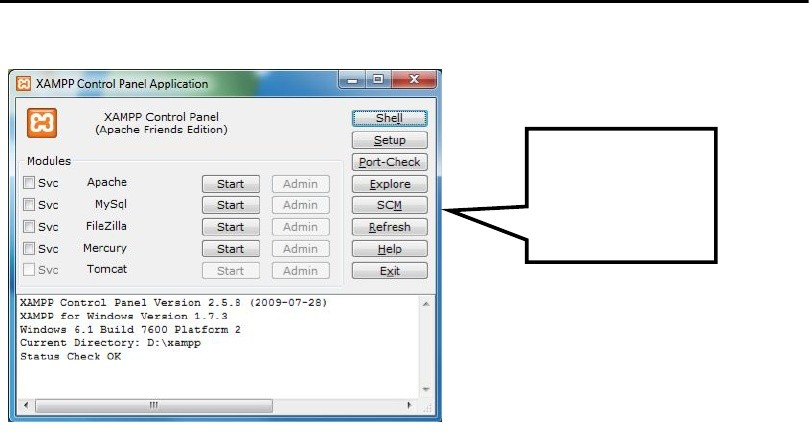 XAMPP Control Panel Application
XAMPP Control Panel
(Apache Friends Edition)
Shell
Setup
Port-Check
Modules
Svc Apache Start Admin Explore
Svc MySql Start Admin SCM
Svc FileZilla Start Admin Refresh
Svc Mercury Start Admin Help
Svc Tomcat Start Admin Exit
XAMPP Control Panel Version 2.5.8 (2009-07-28)
XAMPP for Windows Version 1.7.3
Windows 6.1 Build 7600 Platform 2
Current Directory: D:\xampp
Status Check OK